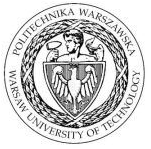 POLITECHNIKA WARSZAWSKA
WARSAW UNIVERSITY OF TECHNOLOGY